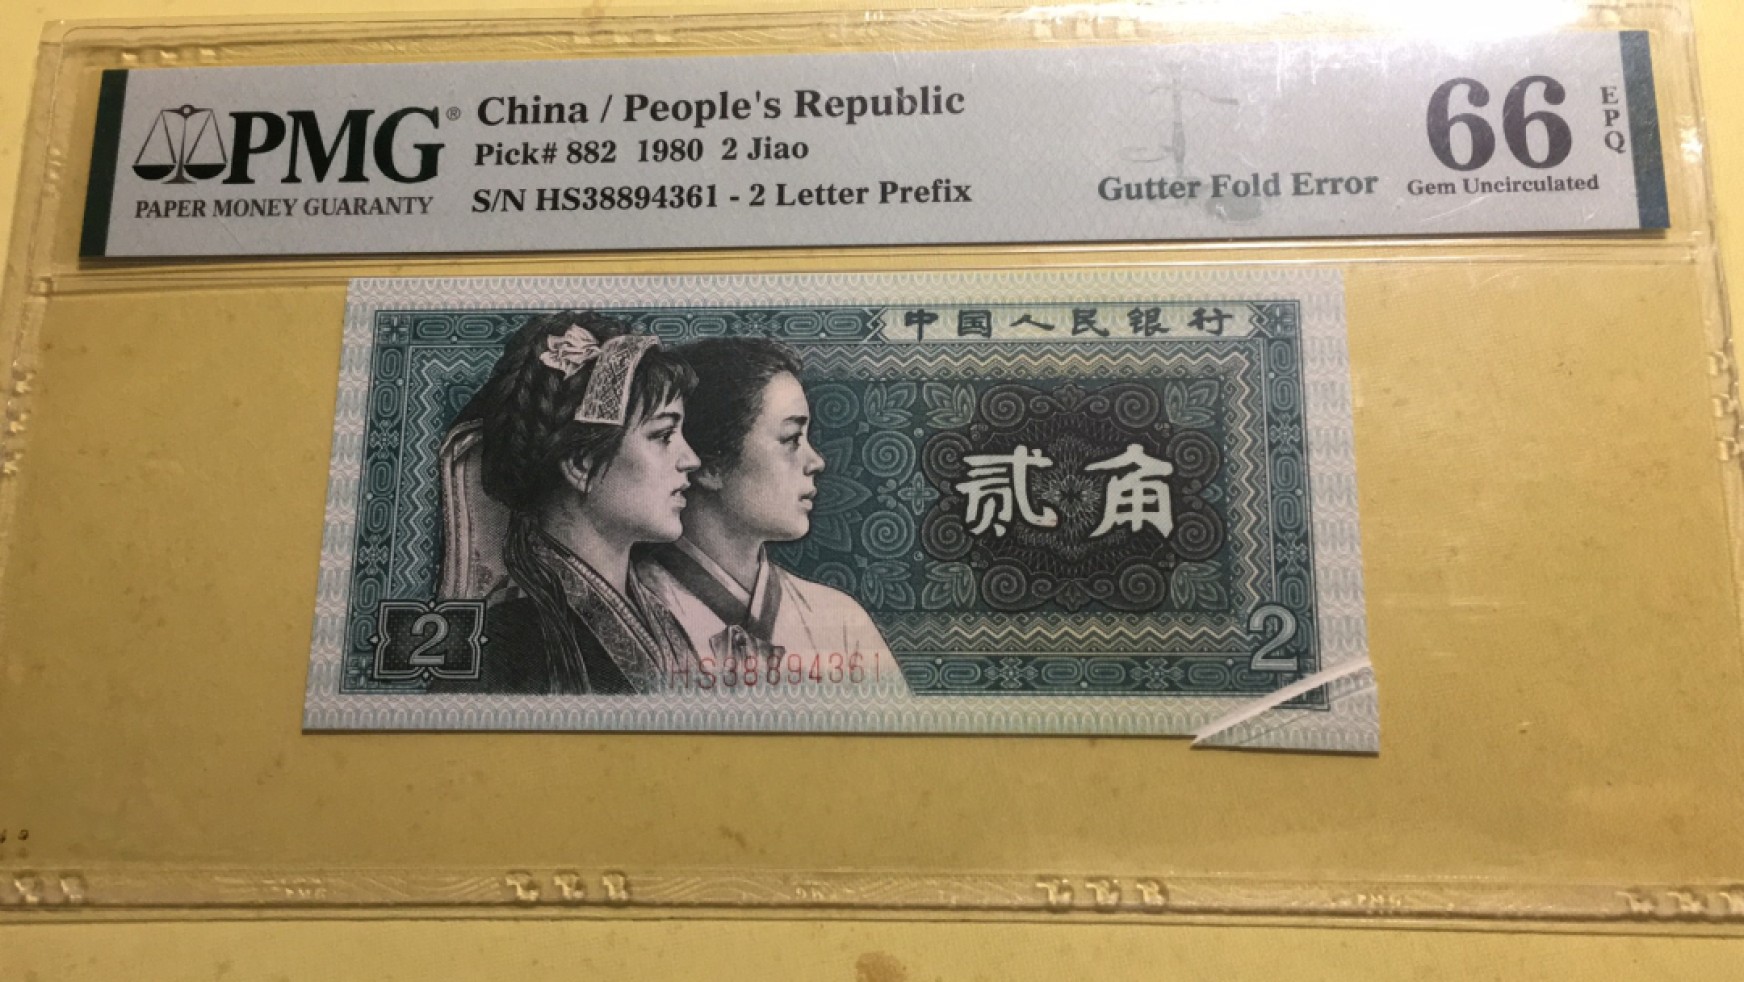 PMG® China / People's Republic 66 EPQ
Pick# 882 1980 2 Jiao
PAPER MONEY GUARANTY S/N HS38894361 - 2 Letter Prefix Gutter Fold Error Gem Uncirculated
中国人民银行
贰角
2 2
HS38894361